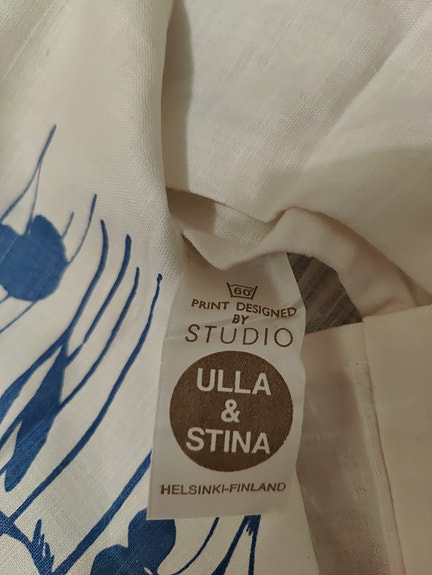 60
PRINT DESIGNED
BY
STUDIO
ULLA
&
STINA
HELSINKI-FINLAND